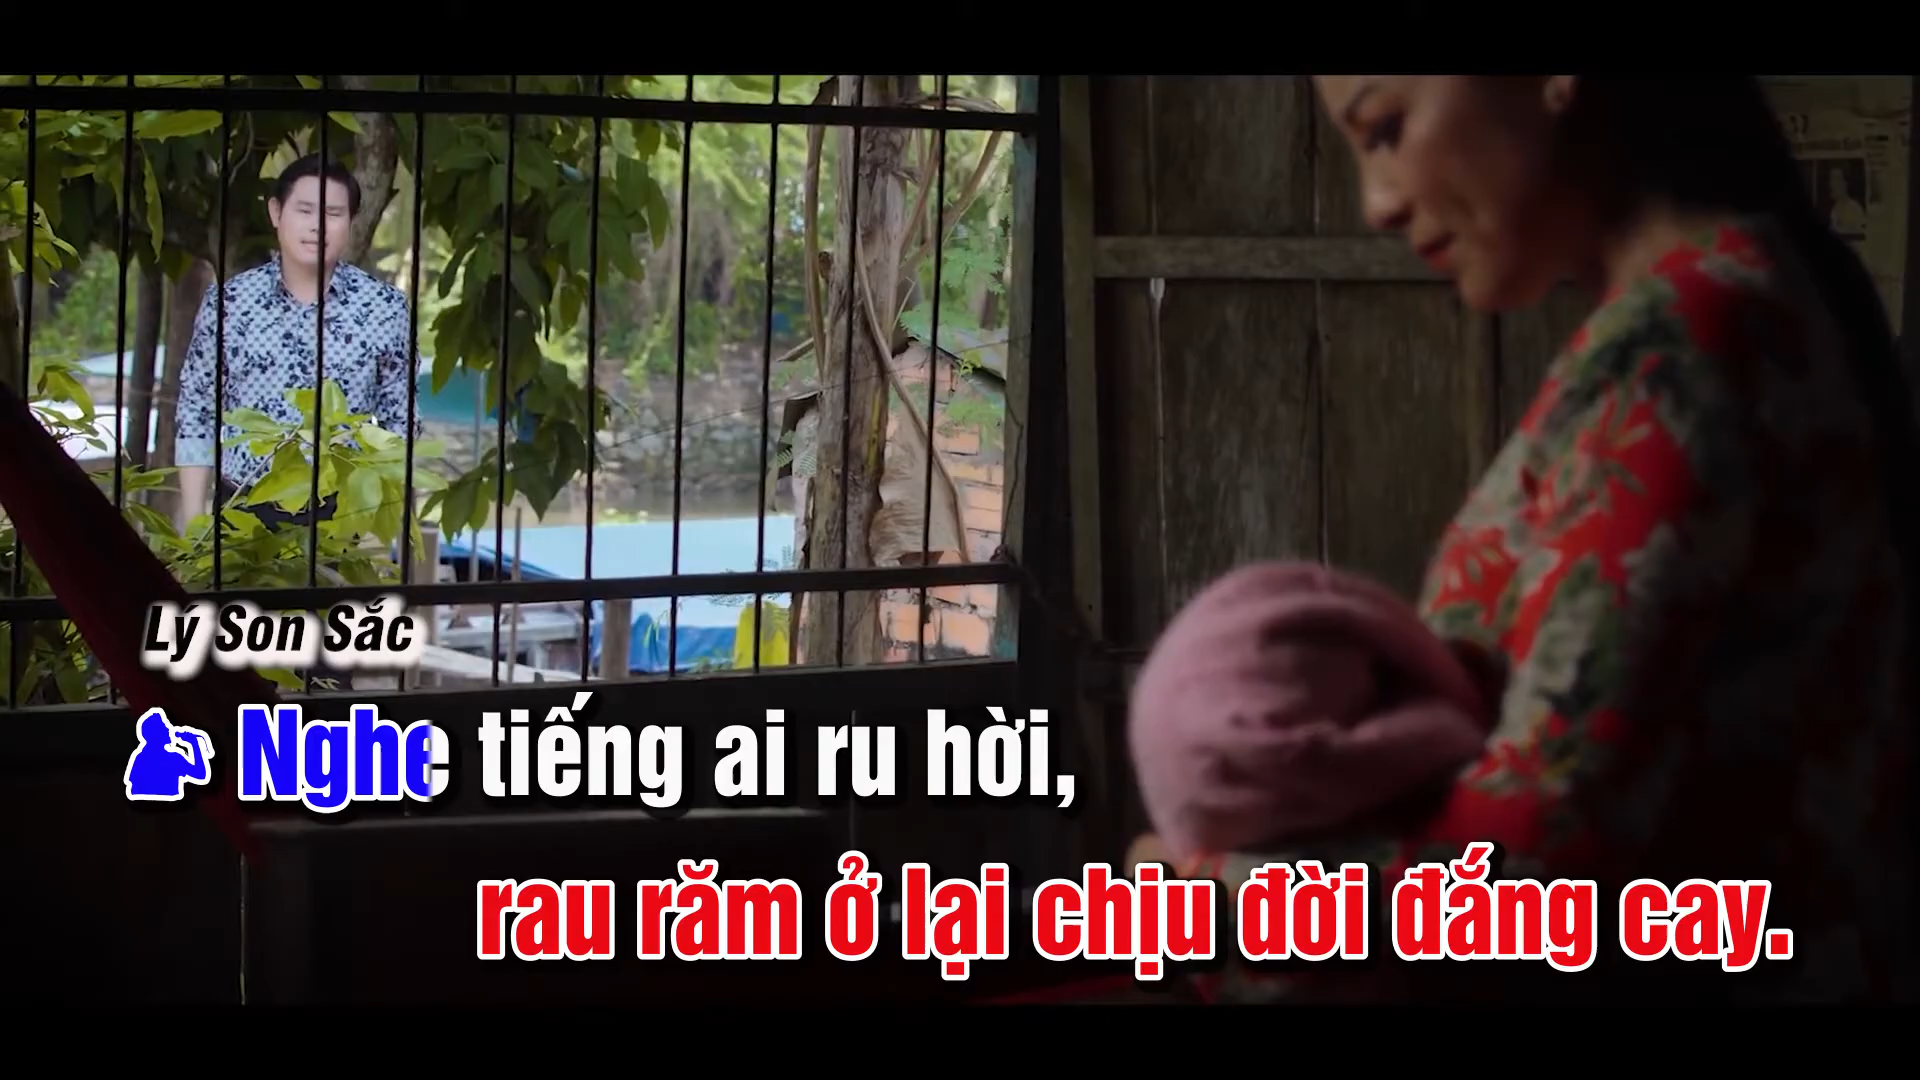 Lý Son Sắc
Nghe tiếng ai ru hời,
rau răm ở lại chịu đời đắng cay.